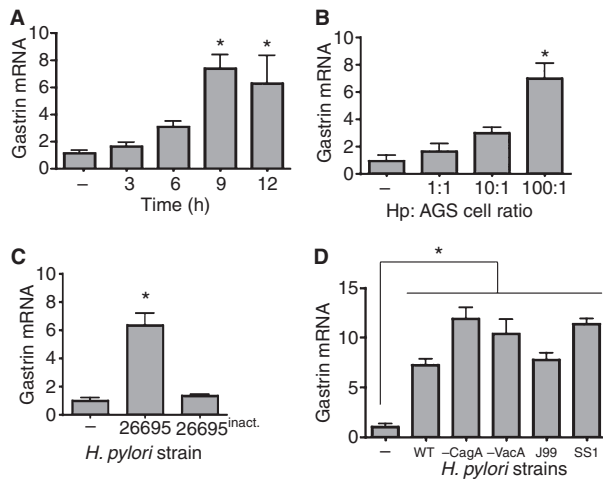 A
Gastrin mRNA
10
8
6
4
2
0
* *
– 3 6 9 12
Time (h)
B
Gastrin mRNA
10
8
6
4
2
0
*
– 1:1 10:1 100:1
Hp: AGS cell ratio
C
Gastrin mRNA
10
8
6
4
2
0
*
– 26695 26695inact.
H. pylori strain
D
Gastrin mRNA
15
10
5
0
*
– WT –CagA –VacA J99 SS1
H. pylori strains